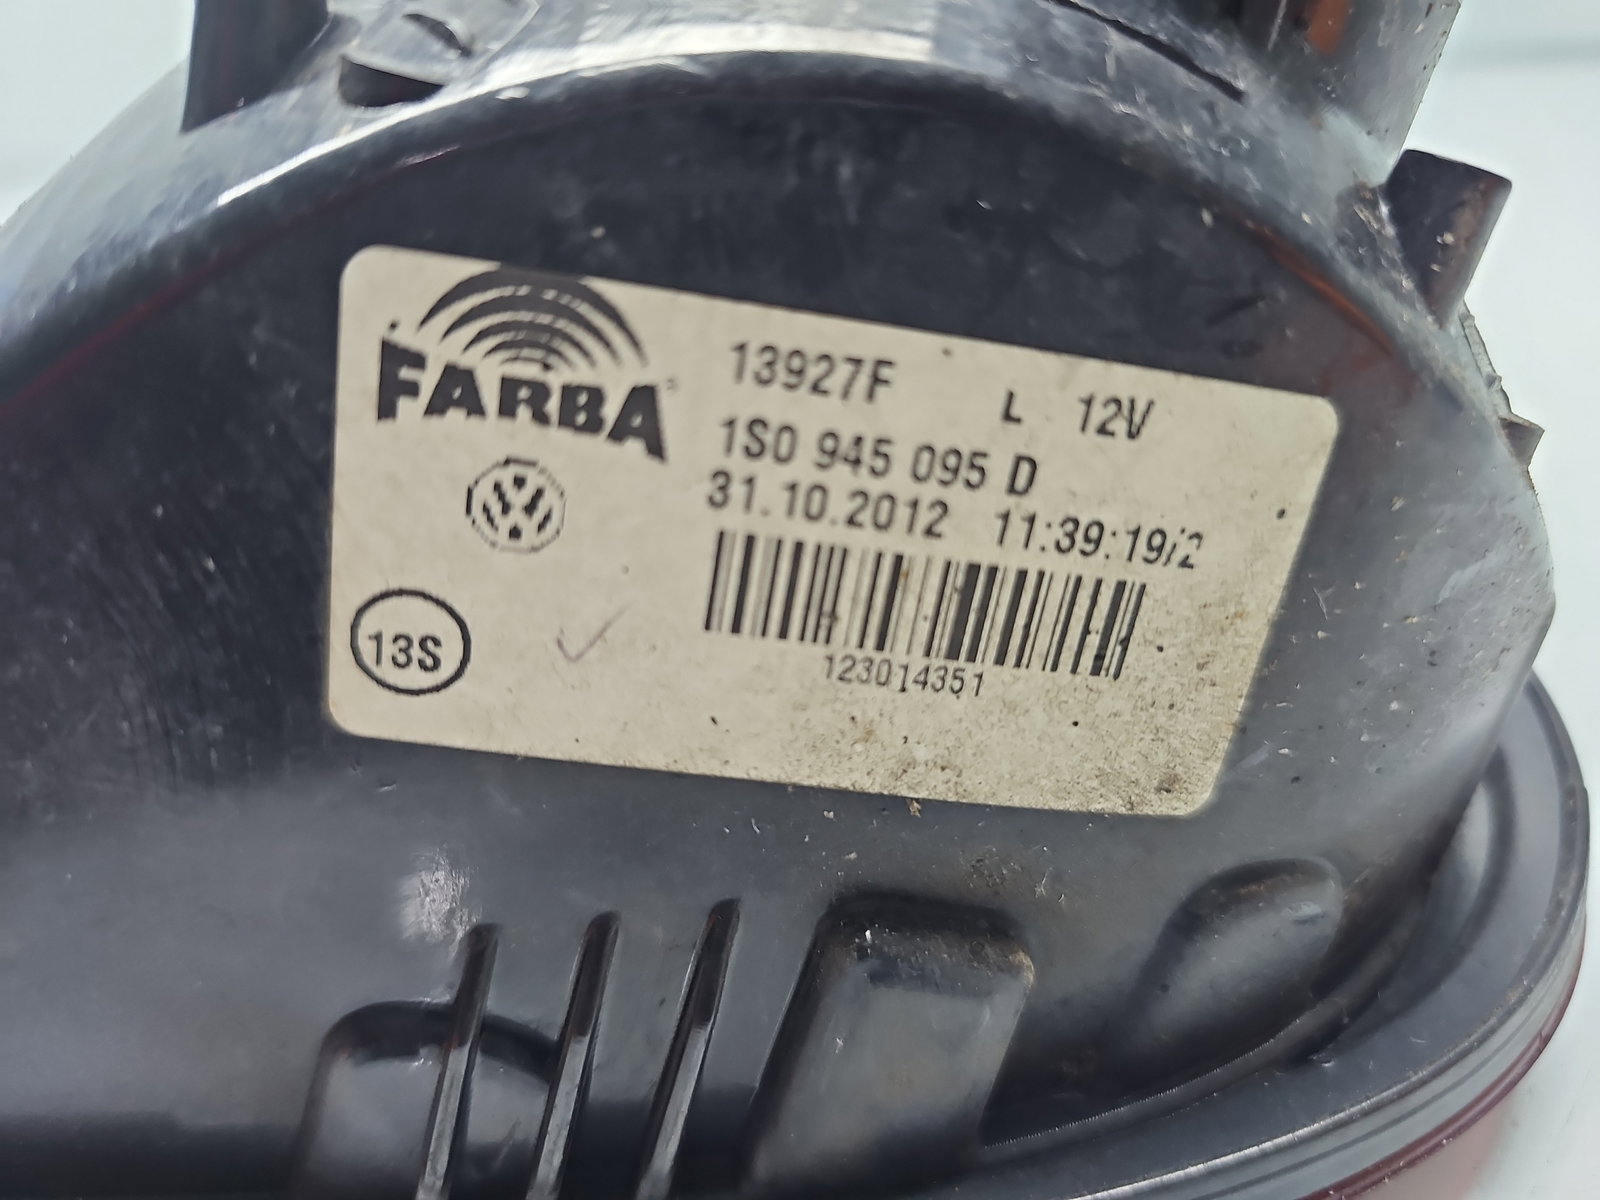 FARBA
13927F L 12V
1S0 945 095 D
31.10.2012 11:39:19/2
123014351
13S